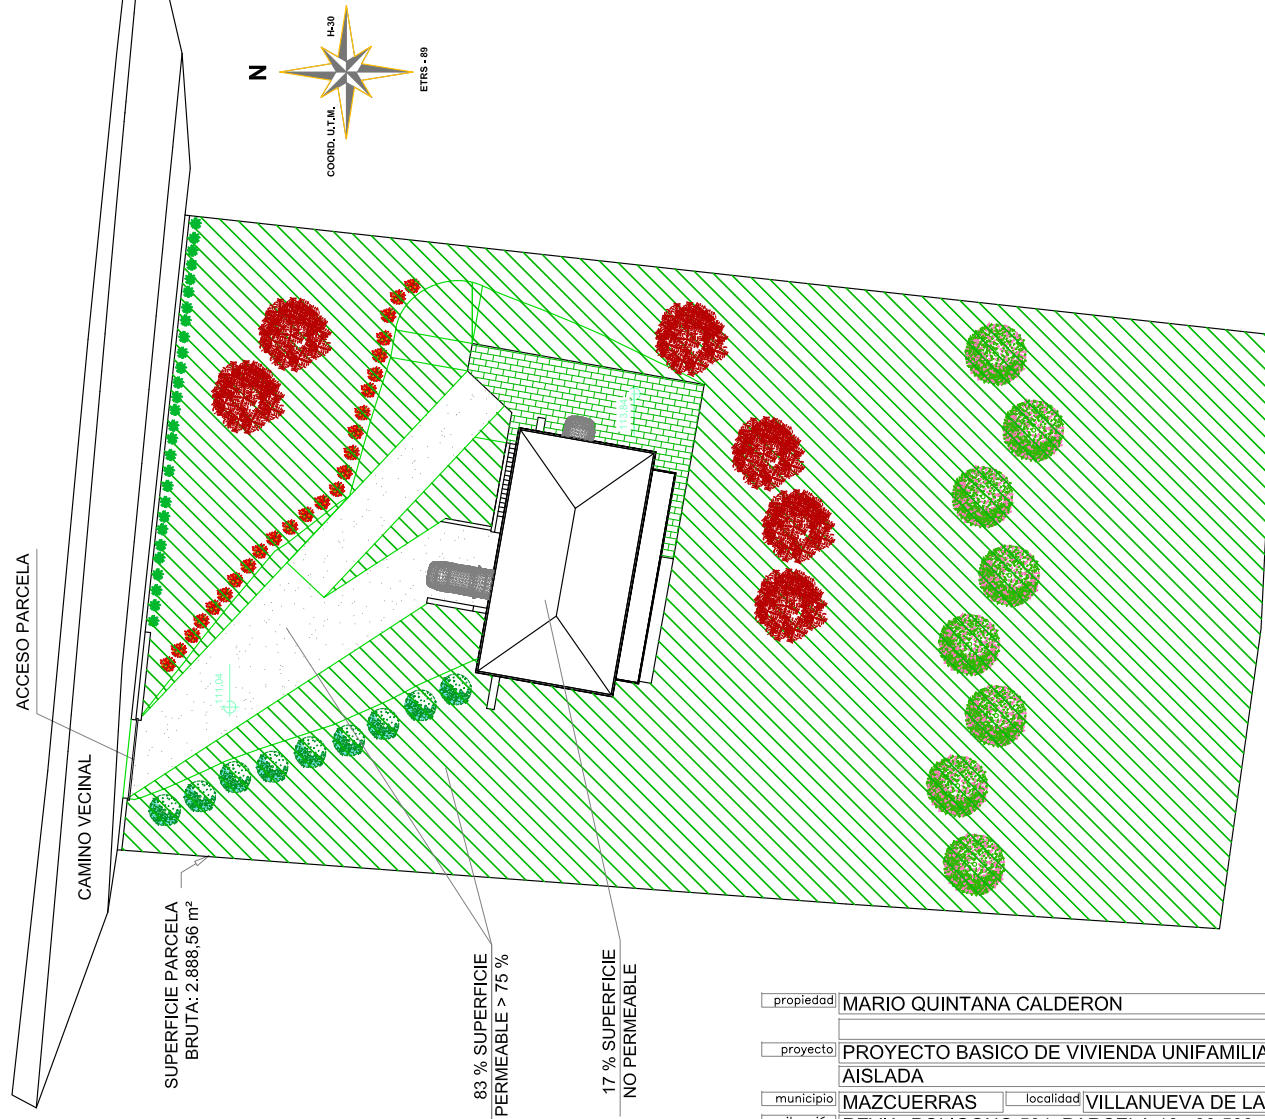 N
H-30
COORD. U.T.M.
ETRS - 89
ACCESO PARCELA
CAMINO VECINAL
111.04
SUPERFICIE PARCELA
BRUTA: 2.888,56 m²
83 % SUPERFICIE
PERMEABLE > 75 %
17 % SUPERFICIE
NO PERMEABLE
propiedad MARIO QUINTANA CALDERON
proyecto PROYECTO BASICO DE VIVIENDA UNIFAMILIA
AISLADA
municipio MAZCUERRAS localidad VILLANUEVA DE LA